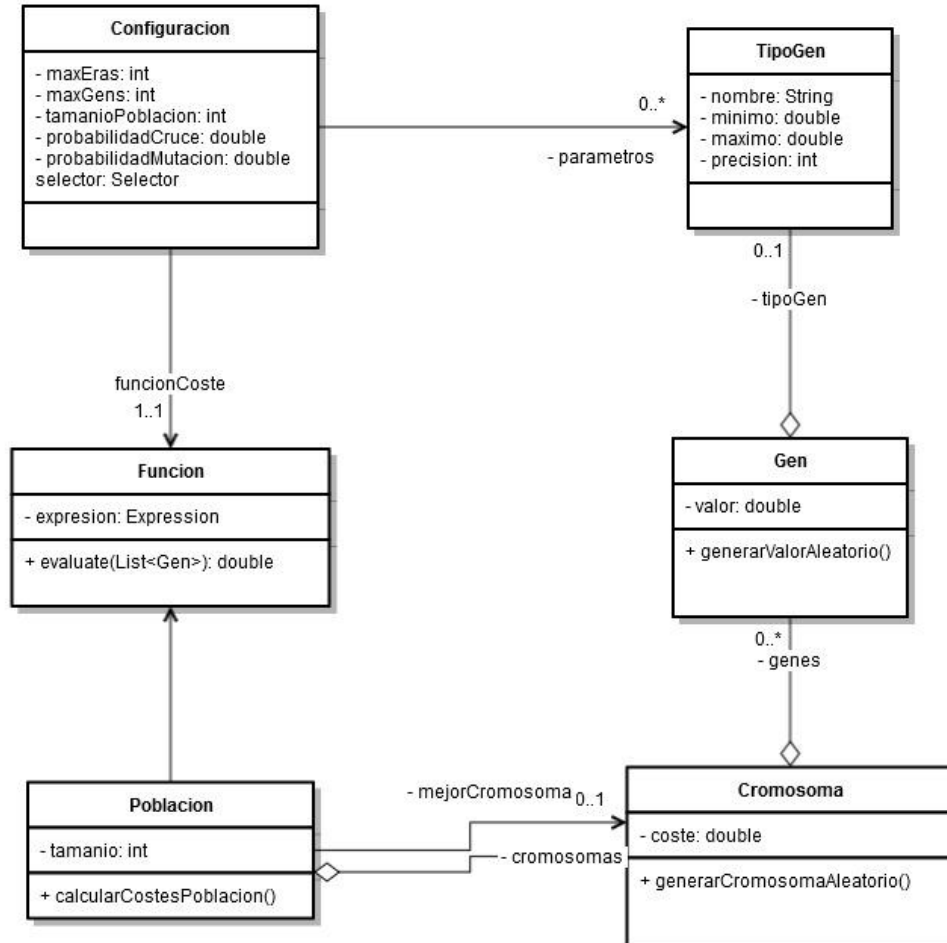 Configuracion
- maxEras: int
- maxGens: int
- tamanioPoblacion: int
- probabilidadCruce: double
- probabilidadMutacion: double
selector: Selector
TipoGen
- nombre: String
- minimo: double
- maximo: double
- precision: int
0..*
- parametros
0..1
- tipoGen
funcionCoste
1..1
Funcion
- expresion: Expression
+ evaluate(List<Gen>): double
Gen
- valor: double
+ generarValorAleatorio()
0..*
- genes
Poblacion
- tamanio: int
+ calcularCostesPoblacion()
- mejorCromosoma
0..1
- cromosomas
Cromosoma
- coste: double
+ generarCromosomaAleatorio()